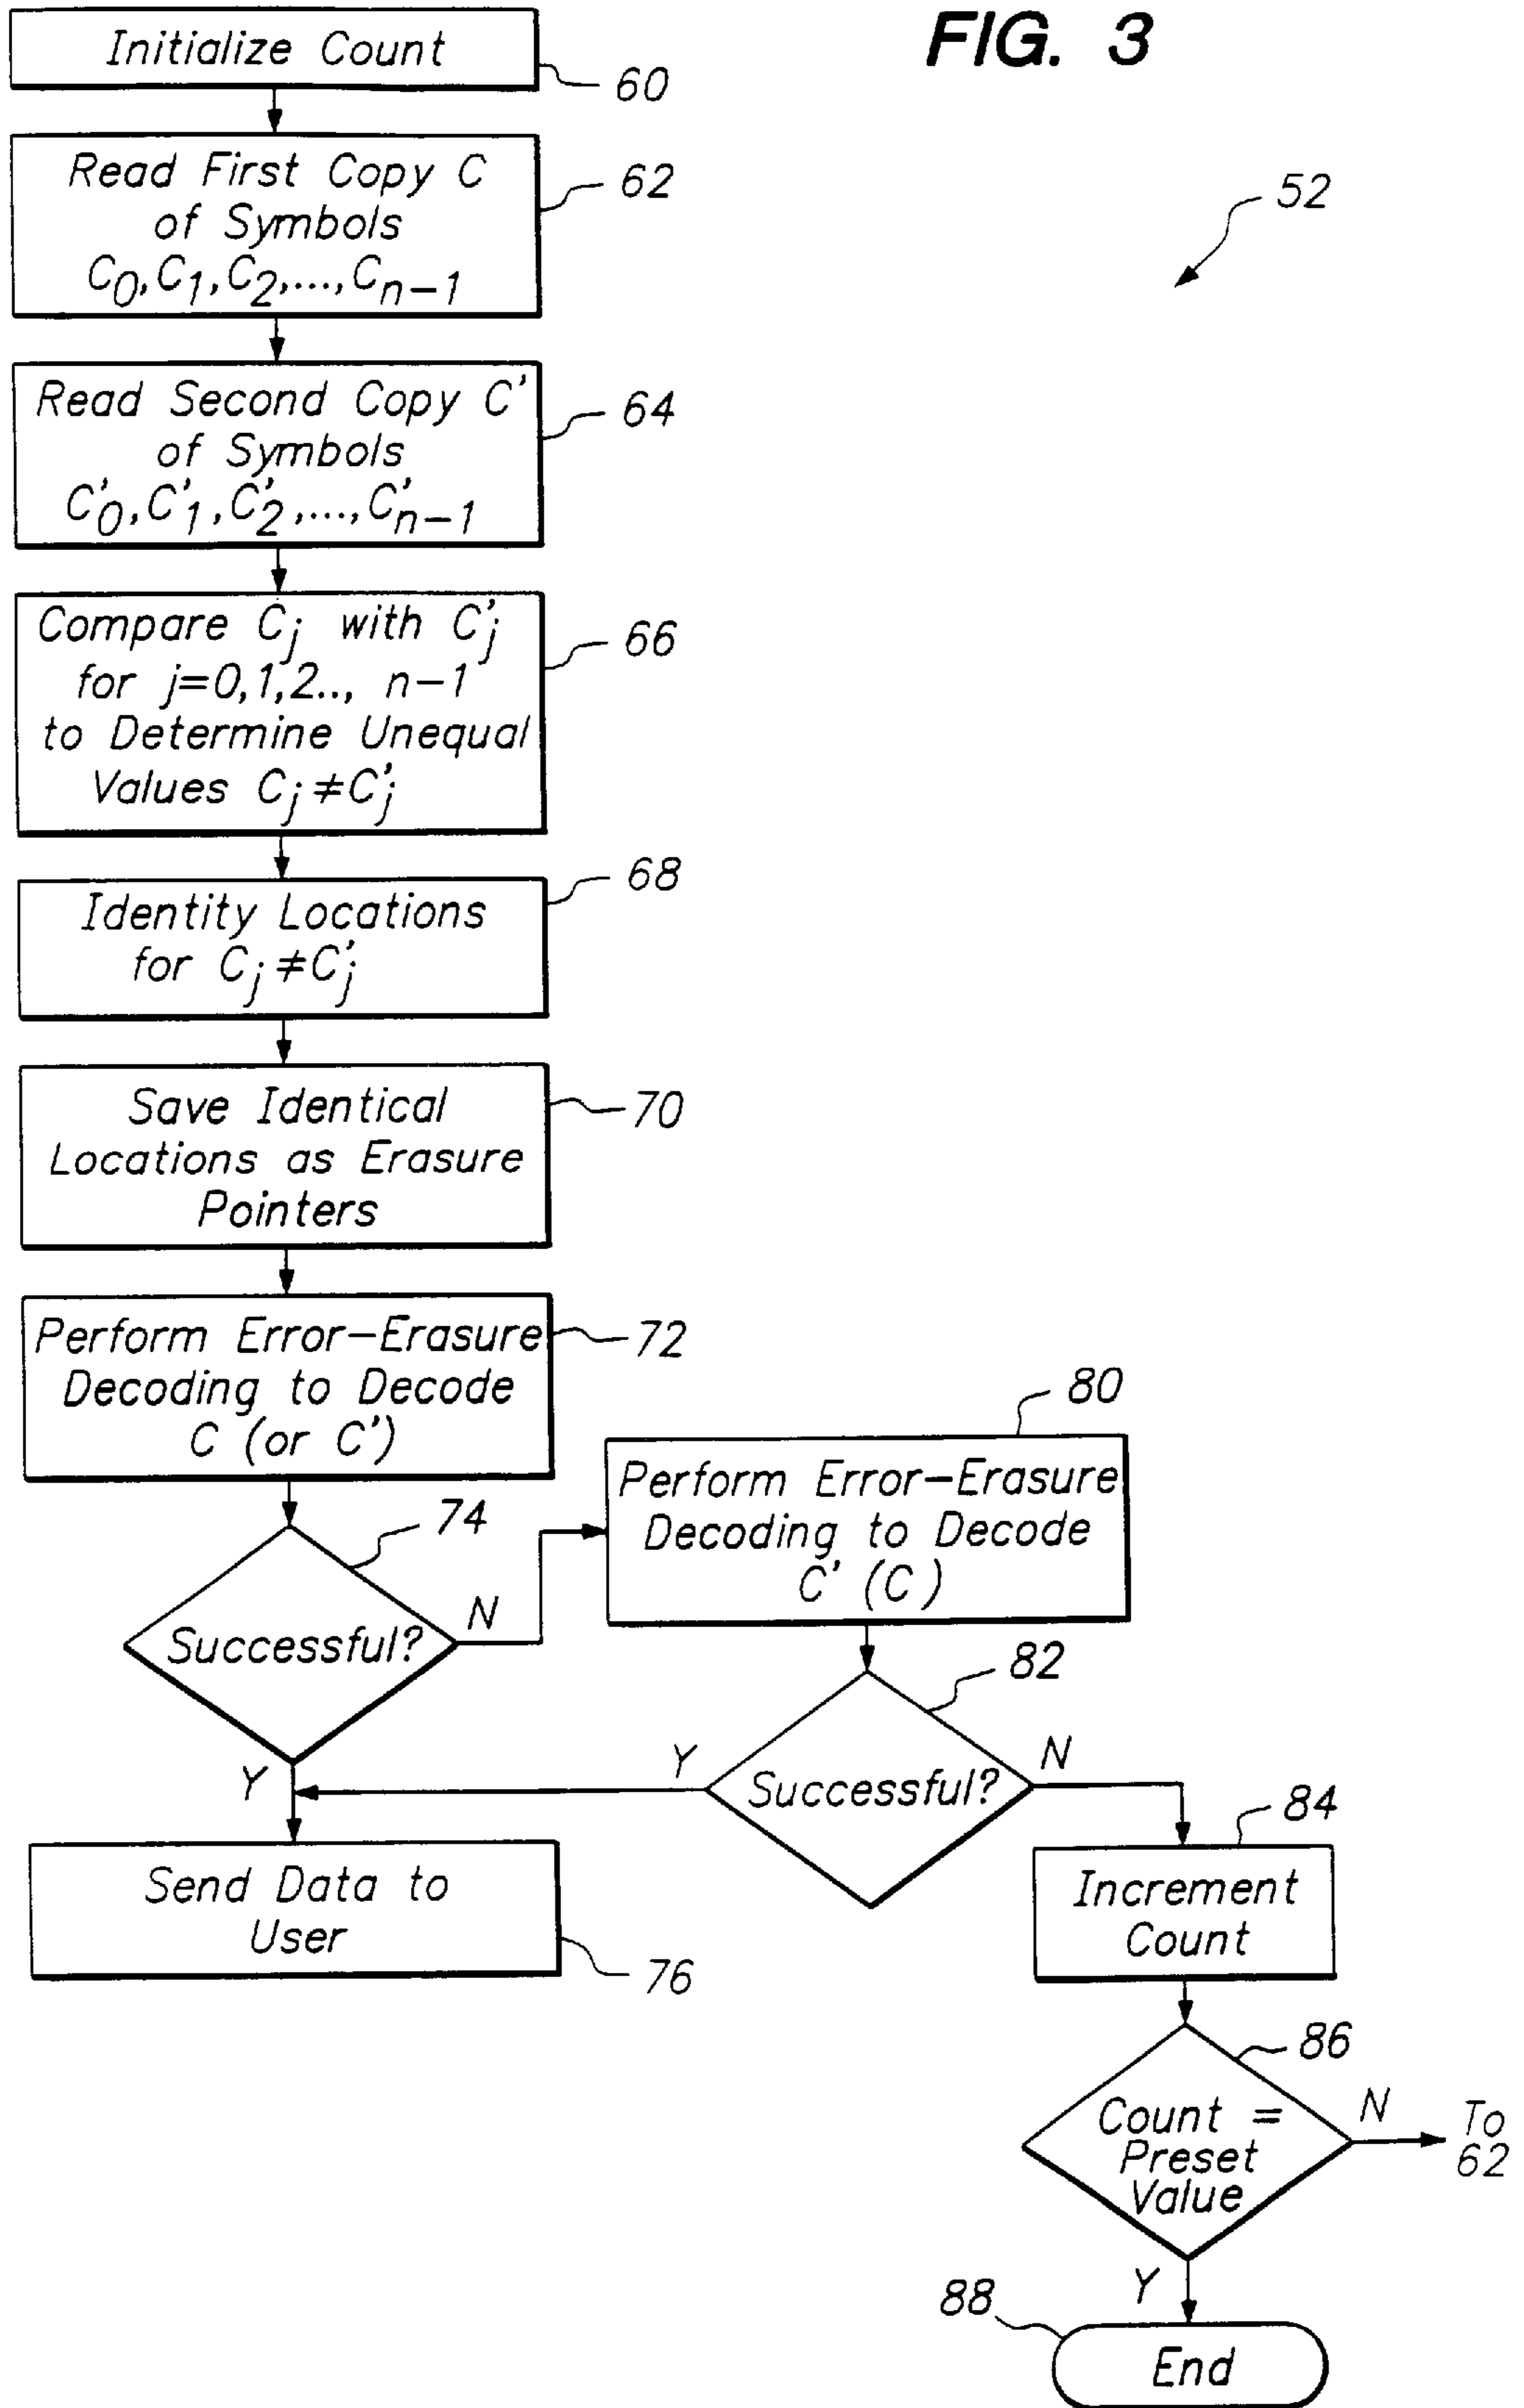 FIG. 3
52
Initialize Count
60
Read First Copy C
of Symbols
C0,C1,C2,...,Cn-1
62
Read Second Copy C'
of Symbols
C'0,C'1,C'2,...,C'n-1
64
Compare Cj with C'j
for j=0,1,2.., n-1
to Determine Unequal
Values Cj≠C'j
66
Identity Locations
for Cj≠C'j
68
Save Identical
Locations as Erasure
Pointers
70
Perform Error-Erasure
Decoding to Decode
C (or C')
72
Successful?
74
N
Y
Perform Error-Erasure
Decoding to Decode
C' (C)
80
Successful?
82
Y
N
Send Data to
User
76
Increment
Count
84
Count =
Preset
Value
86
N
To
62
Y
End
88